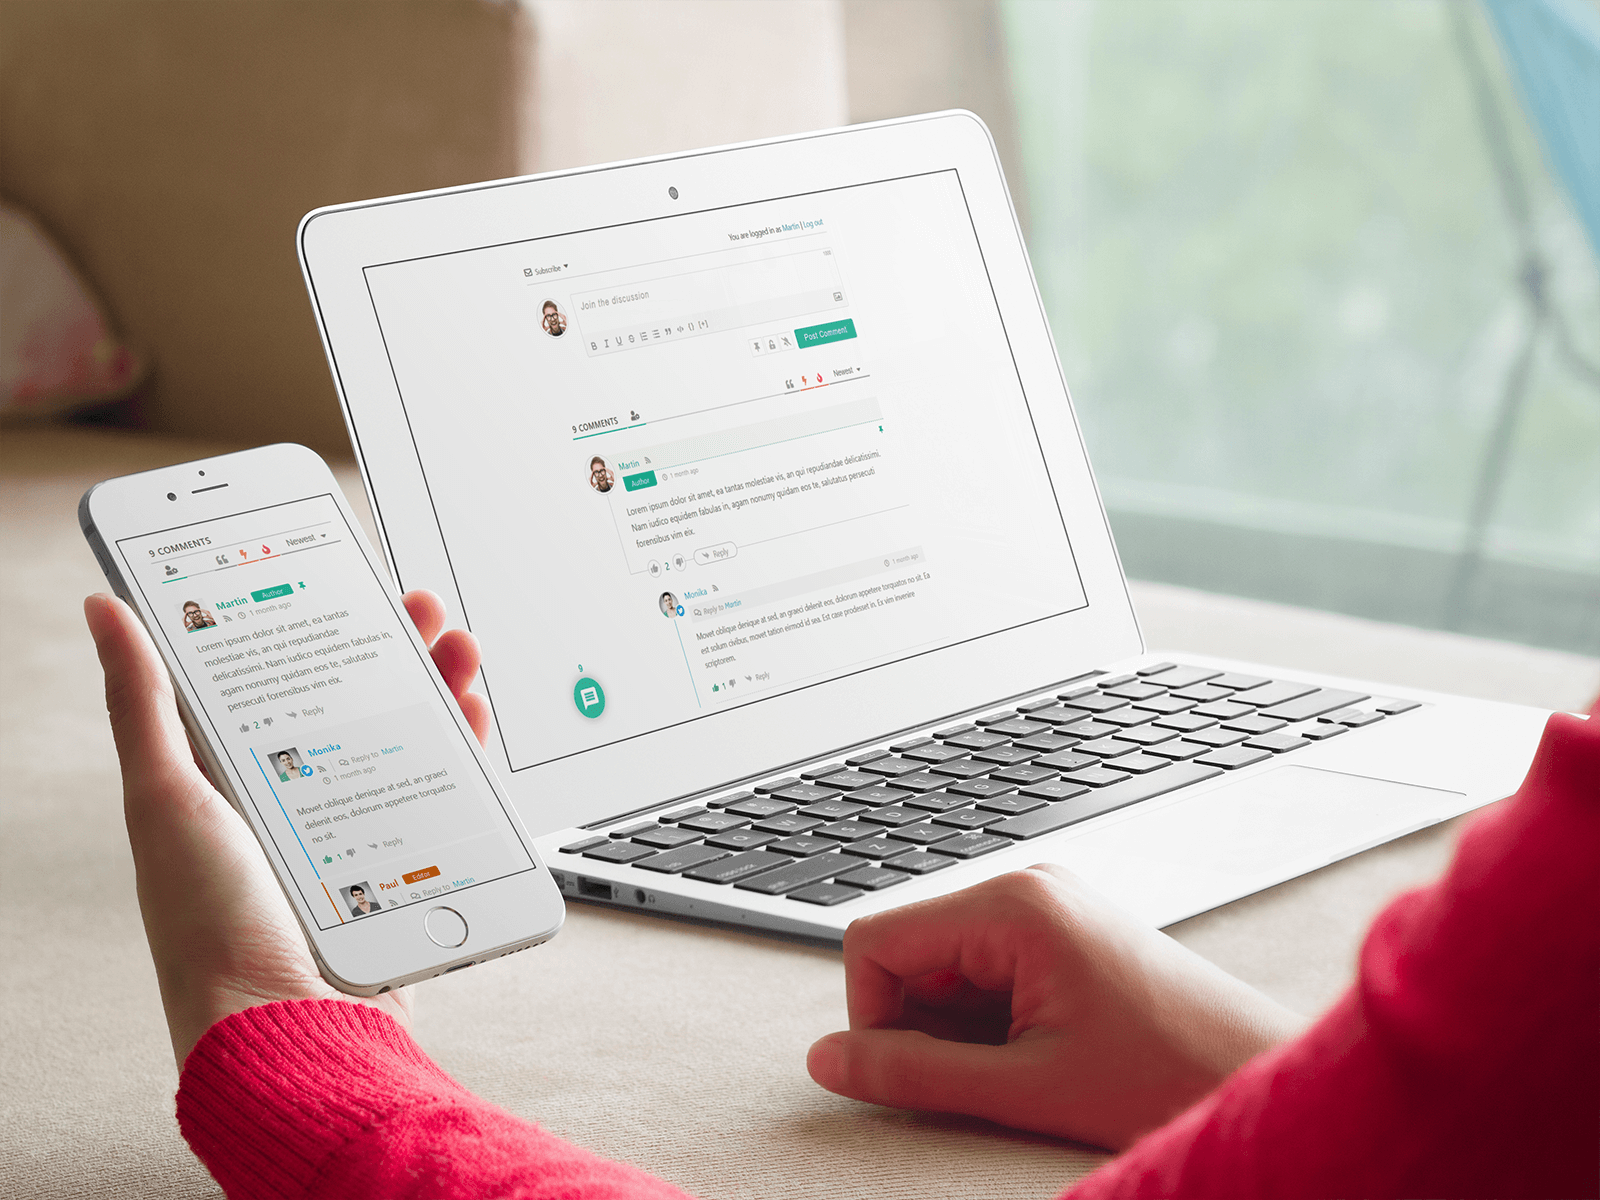 You are logged in as Martin | Log out
Subscribe
Join the discussion
B I U S
Post Comment
Newest
9 COMMENTS
Martin
Author
1 month ago
Lorem ipsum dolor sit amet, ea tantas molestiae vis, an qui repudiandae delicatissimi.
Nam iudico equidem fabulas in, agam nonumy quidam eos te, salutatus persecuti
forensibus vim eix.
2
Reply
Monika
1 month ago
Reply to Martin
Movet oblique denique at sed, an graeci delenit eos, dolorum appetere torquatos no sit. Ea
est solum civibus, movet tation eirmod id sea. Est case prodesset in. Ex vim invenire
scriptorem.
1
Reply
9
9 COMMENTS
Newest
Martin
Author
1 month ago
Lorem ipsum dolor sit amet, ea tantas
molestiae vis, an qui repudiandae
delicatissimi. Nam iudico equidem fabulas in,
agam nonumy quidam eos te, salutatus
persecuti forensibus vim eix.
2
Reply
Monika
Reply to Martin
1 month ago
Movet oblique denique at sed, an graeci
delenit eos, dolorum appetere torquatos
no sit.
1
Reply
Paul
Editor
Reply to Martin